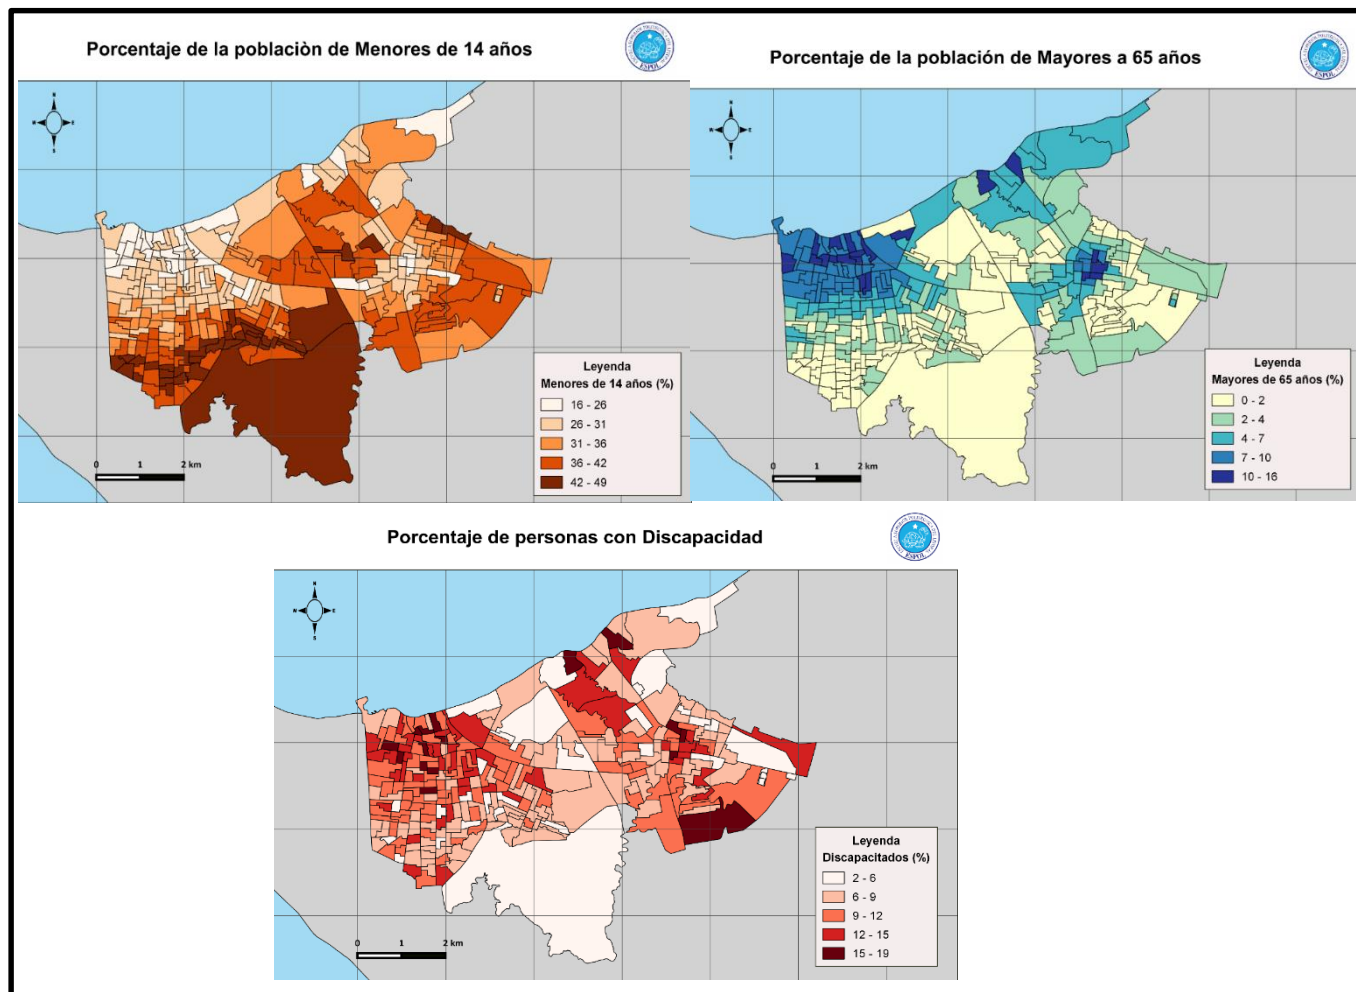 Porcentaje de la poblaciòn de Menores de 14 años
ESPOL
N
W E
S
Leyenda
Menores de 14 años (%)
16 - 26
26 - 31
31 - 36
36 - 42
42 - 49
0 1 2 km
Porcentaje de la población de Mayores a 65 años
ESPOL
N
W E
S
Leyenda
Mayores de 65 años (%)
0 - 2
2 - 4
4 - 7
7 - 10
10 - 16
0 1 2 km
Porcentaje de personas con Discapacidad
ESPOL
N
W E
S
Leyenda
Discapacitados (%)
2 - 6
6 - 9
9 - 12
12 - 15
15 - 19
0 1 2 km